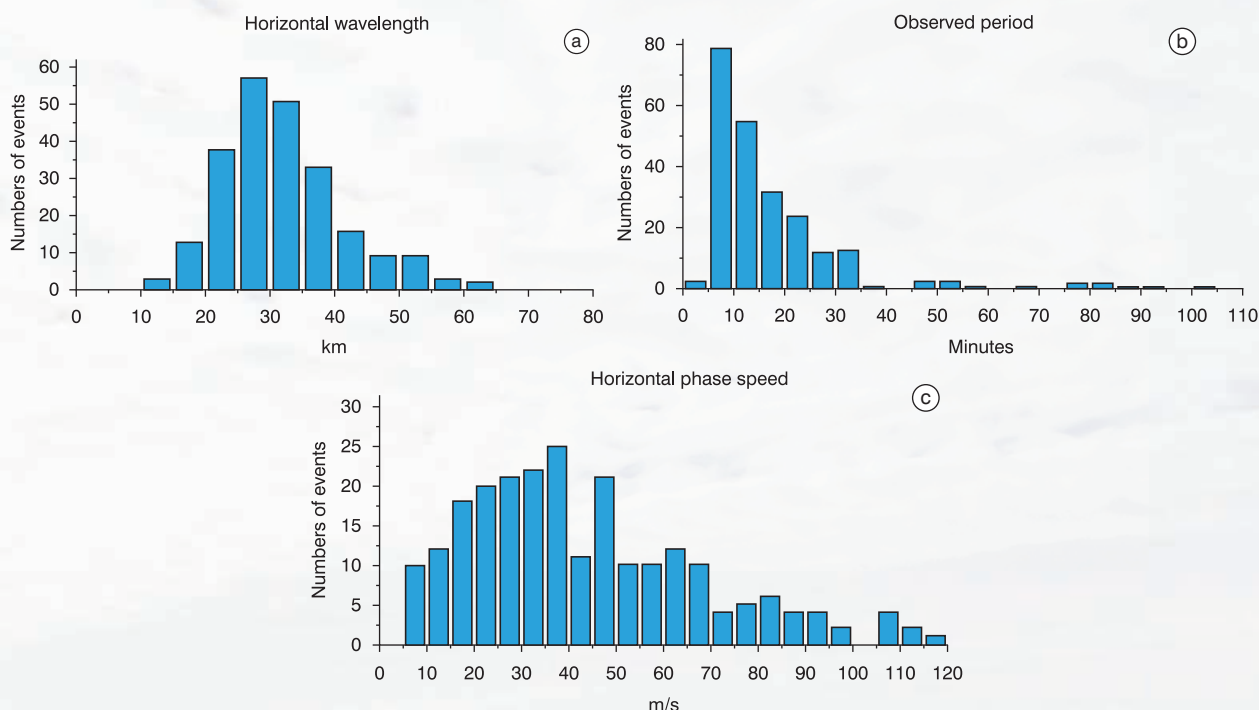 Horizontal wavelength
a
Numbers of events
60
50
40
30
20
10
0
0 10 20 30 40 50 60 70 80
km
Observed period
b
Numbers of events
80
60
40
20
0
0 10 20 30 40 50 60 70 80 90 100 110
Minutes
Horizontal phase speed
c
Numbers of events
30
25
20
15
10
5
0
0 10 20 30 40 50 60 70 80 90 100 110 120
m/s